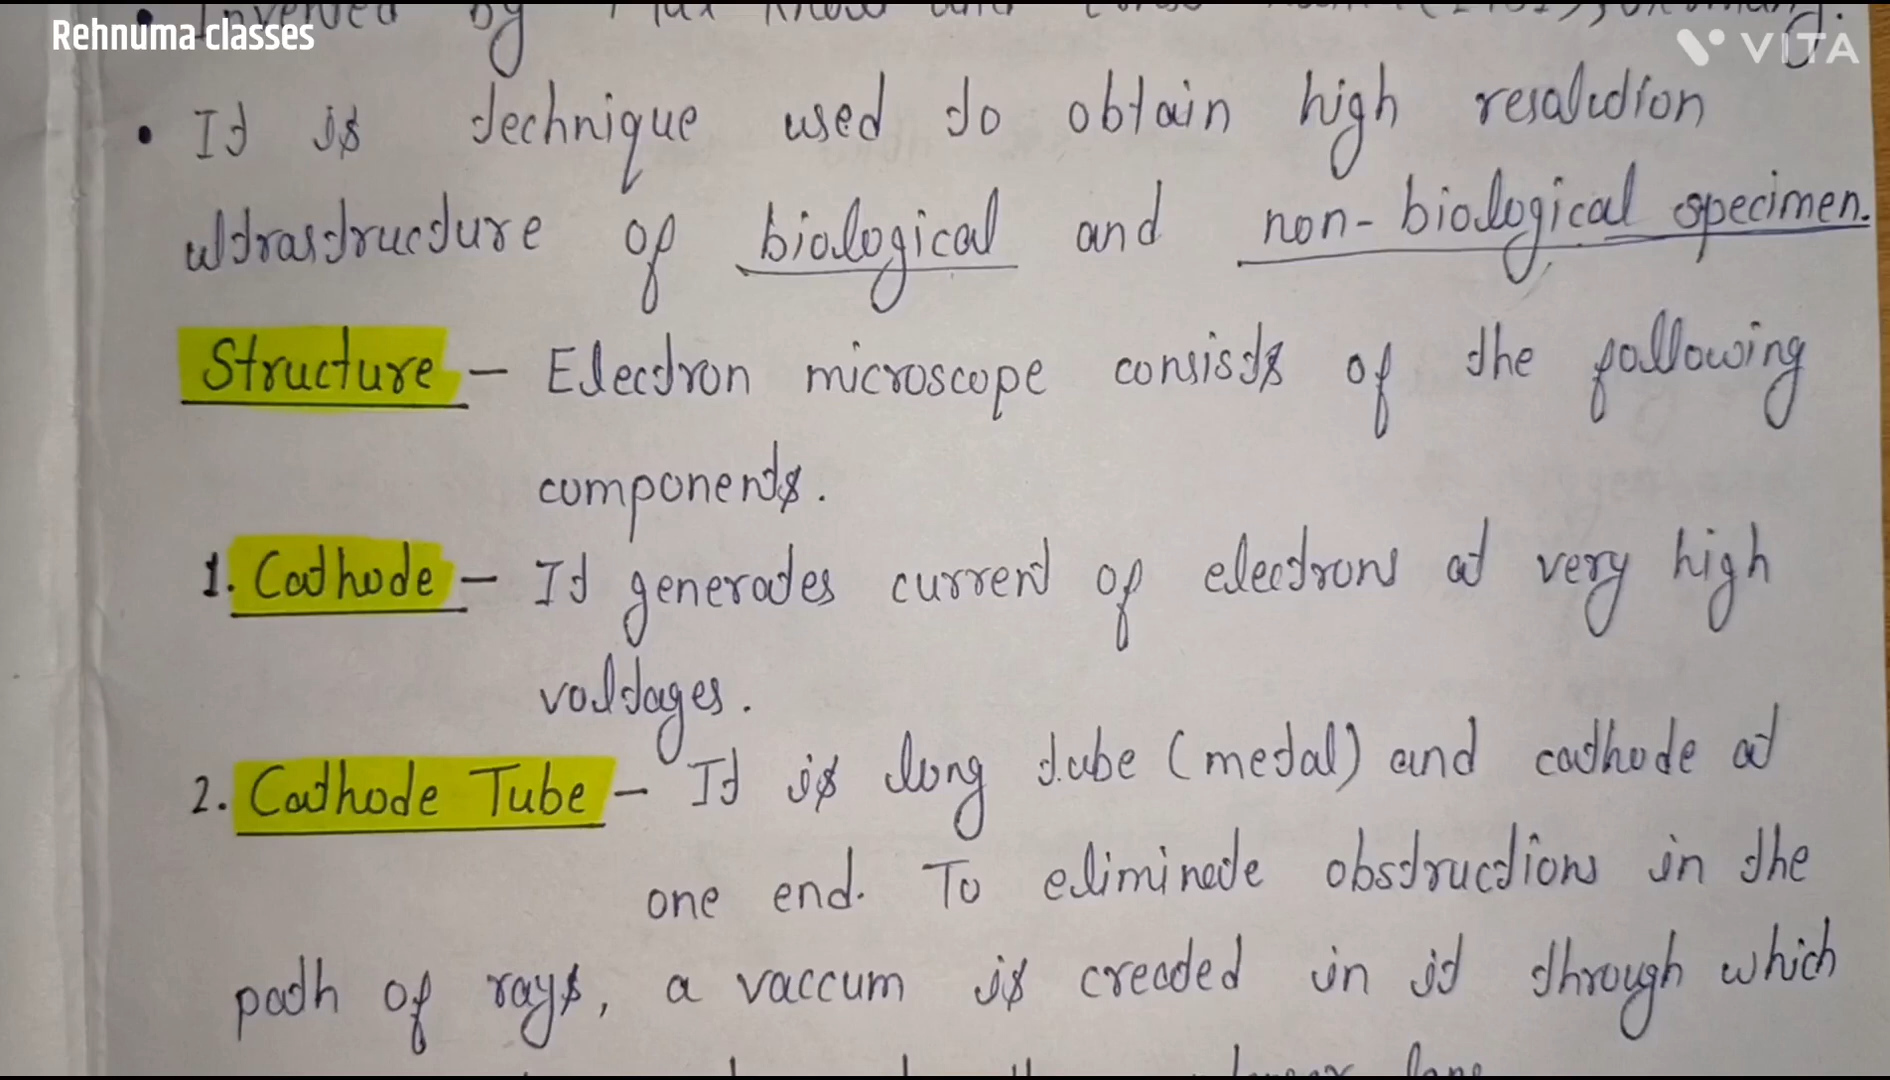 Rehnuma classes
VITA
by
• It is technique used to obtain high resolution
ultrastructure of biological and non-biological specimen.
Structure - Electron microscope consists of the following
components.
1. Cathode - It generates current of electrons at very high
voltages.
2. Cathode Tube - It is long tube (metal) and cathode at
one end. To eliminate obstructions in the
path of rays, a vaccum is created in it through which